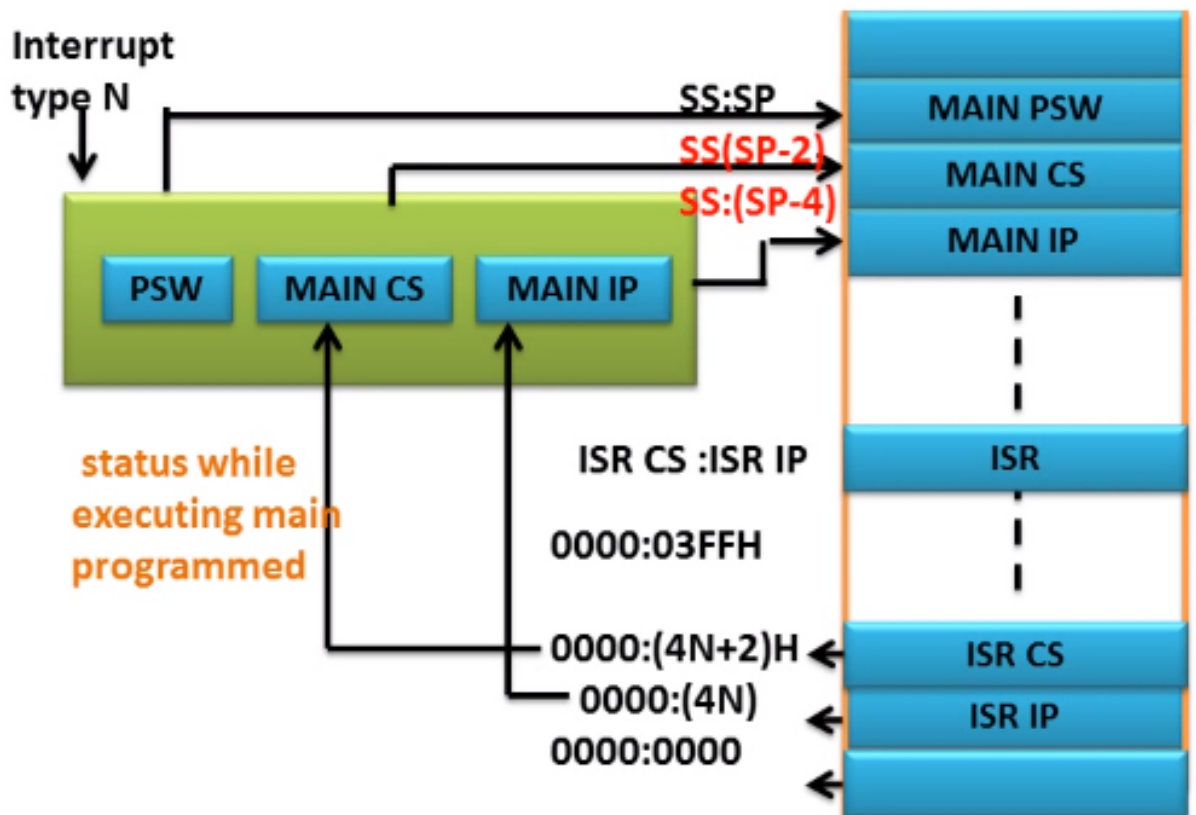 Interrupt
type N
SS:SP
SS(SP-2)
SS:(SP-4)
MAIN PSW
MAIN CS
MAIN IP
PSW
MAIN CS
MAIN IP
status while
executing main
programmed
ISR CS :ISR IP
ISR
0000:03FFH
0000:(4N+2)H
ISR CS
0000:(4N)
ISR IP
0000:0000